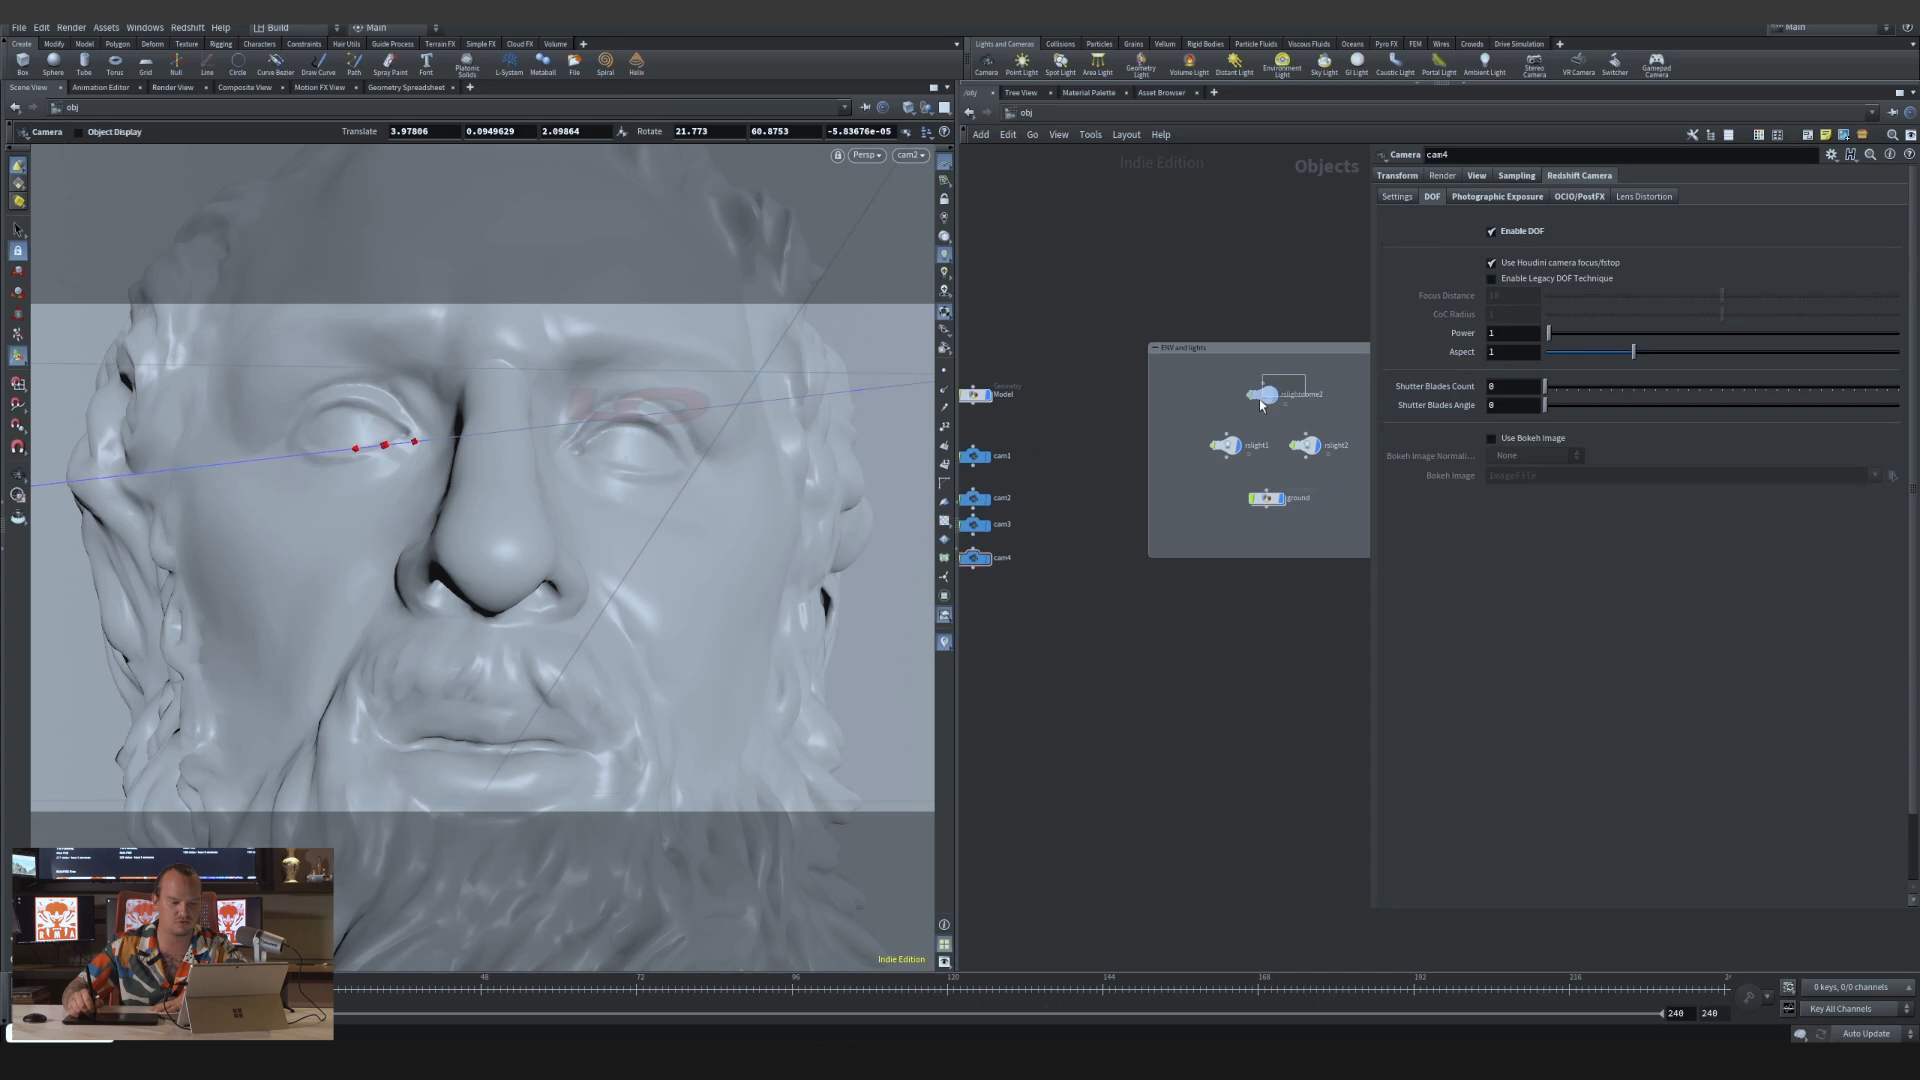 File Edit Render Assets Windows Redshift Help Build Main Main
Create Modify Model Polygon Deform Texture Rigging Characters Constraints Hair Utils Guide Process Terrain FX Simple FX Cloud FX Volume
Lights and Cameras Collisions Particles Grains Vellum Rigid Bodies Particle Fluids Viscous Fluids Oceans Pyro FX FEM Wires Crowds Drive Simulation
Box Sphere Tube Torus Grid Null Line Circle Curve Bezier Draw Curve Path Spray Paint Font Platonic Solids L-System Metaball File Spiral Helix
Camera Point Light Spot Light Area Light Geometry Light Volume Light Distant Light Environment Light Sky Light GI Light Caustic Light Portal Light Ambient Light Stereo Camera VR Camera Switcher Gamepad Camera
Scene View Animation Editor Render View Composite View Motion FX View Geometry Spreadsheet
/obj Tree View Material Palette Asset Browser
obj
obj
Camera Object Display Translate 3.97806 0.0949629 2.09864 Rotate 21.773 60.8753 -5.83676e-05
Add Edit Go View Tools Layout Help
Persp cam2
Indie Edition Objects
Camera cam4
Transform Render View Sampling Redshift Camera
Settings DOF Photographic Exposure OCIO/PostFX Lens Distortion
Enable DOF
Use Houdini camera focus/fstop
Enable Legacy DOF Technique
Focus Distance
CoC Radius 1
Power 1
Aspect 1
Shutter Blades Count 0
Shutter Blades Angle 0
Use Bokeh Image
Bokeh Image Normali... None
Bokeh Image ImageFile
ENV and lights
Geometry
Model
rslight1 rslight2
cam1
cam2 ground
cam3
cam4
Indie Edition
48 72 96 120 144 168 192 216
240 240
0 keys, 0/0 channels
Key All Channels
Auto Update